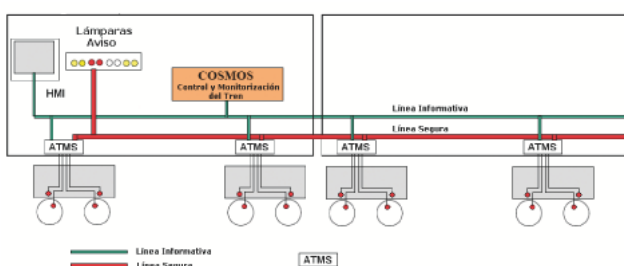 Lámparas
Aviso
HMI
COSMOS
Control y Monitorización
del Tren
Línea Informativa
Línea Segura
ATMS
ATMS
ATMS
ATMS
Línea Informativa
Línea Segura
ATMS